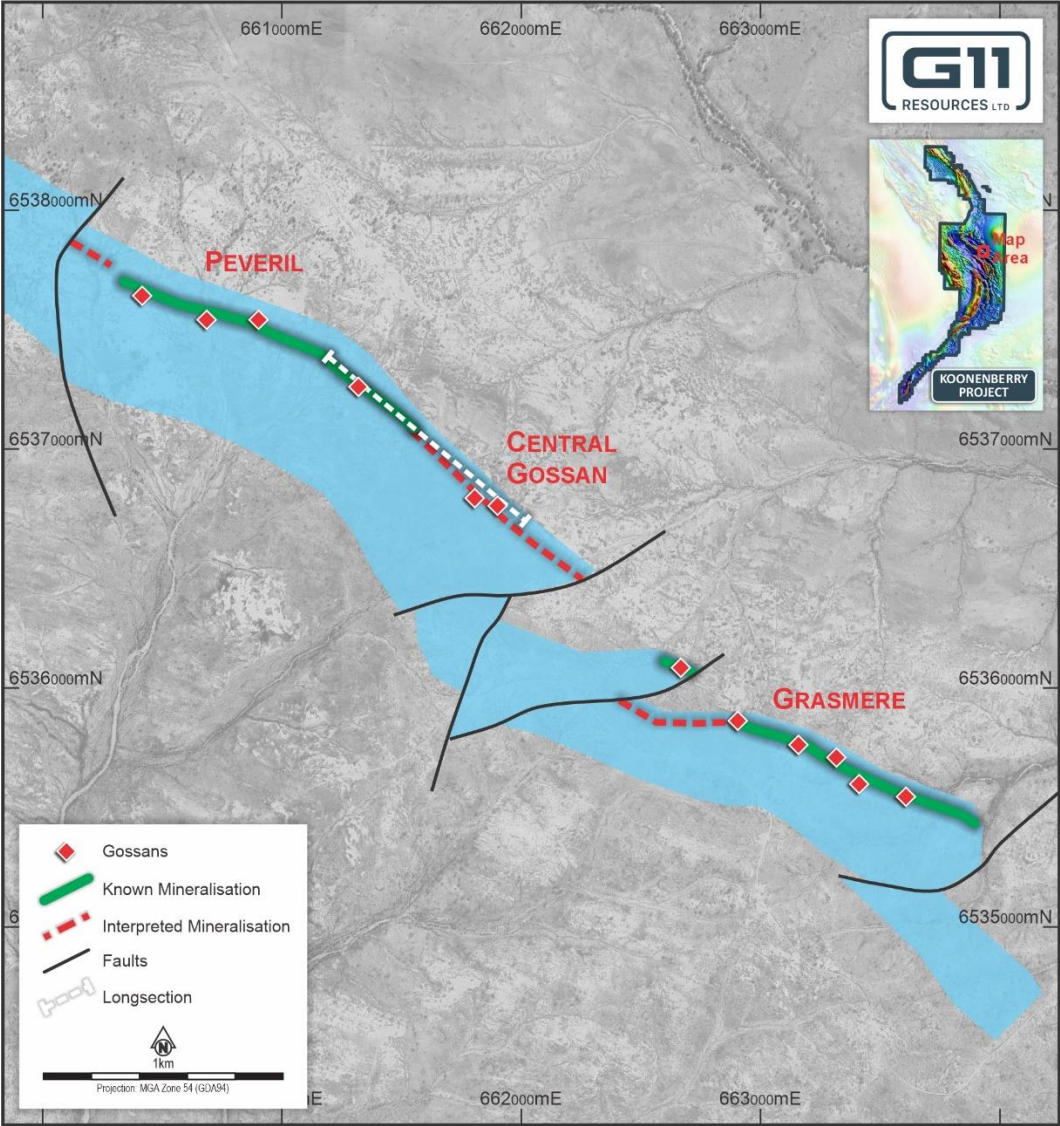 661000mE
662000mE
663000mE
G11
RESOURCES LTD
6538000mN
N
Map
Area
PEVERIL
KOONENBERRY
PROJECT
6537000mN
6537000mN
CENTRAL
GOSSAN
6536000mN
6536000mN
GRASMERE
Gossans
Known Mineralisation
6
6535000mN
Interpreted Mineralisation
Faults
Longsection
N
1km
Projection: MGA Zone 54 (GDA94)
E
662000mE
663000mE